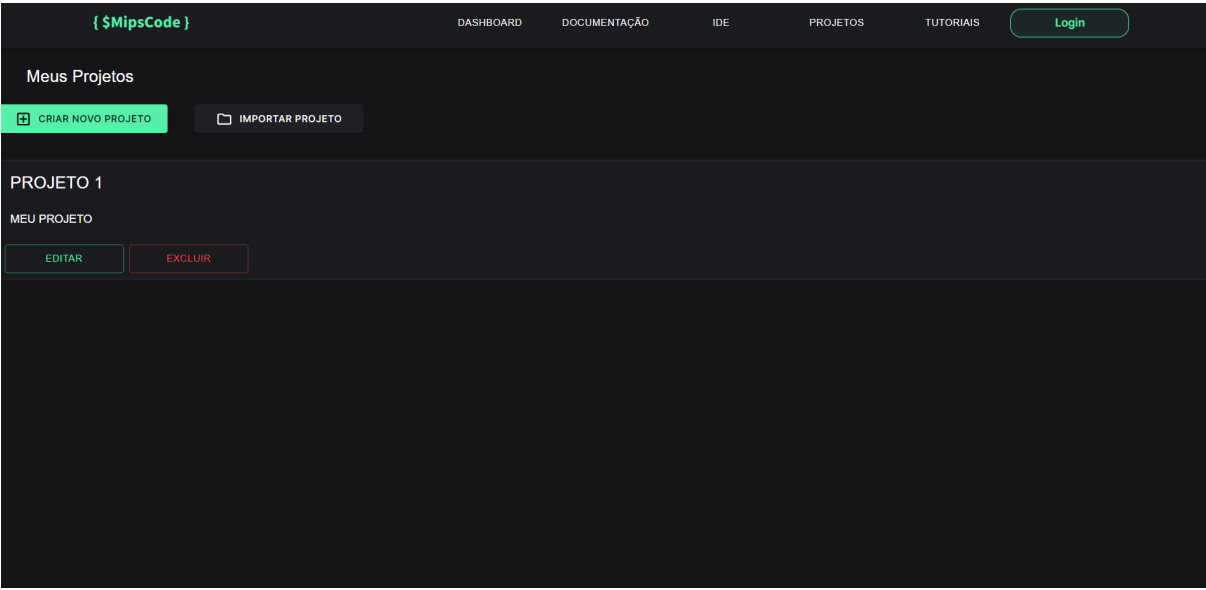 { $MipsCode } DASHBOARD DOCUMENTAÇÃO IDE PROJETOS TUTORIAIS Login
Meus Projetos
CRIAR NOVO PROJETO IMPORTAR PROJETO
PROJETO 1
MEU PROJETO
EDITAR EXCLUIR